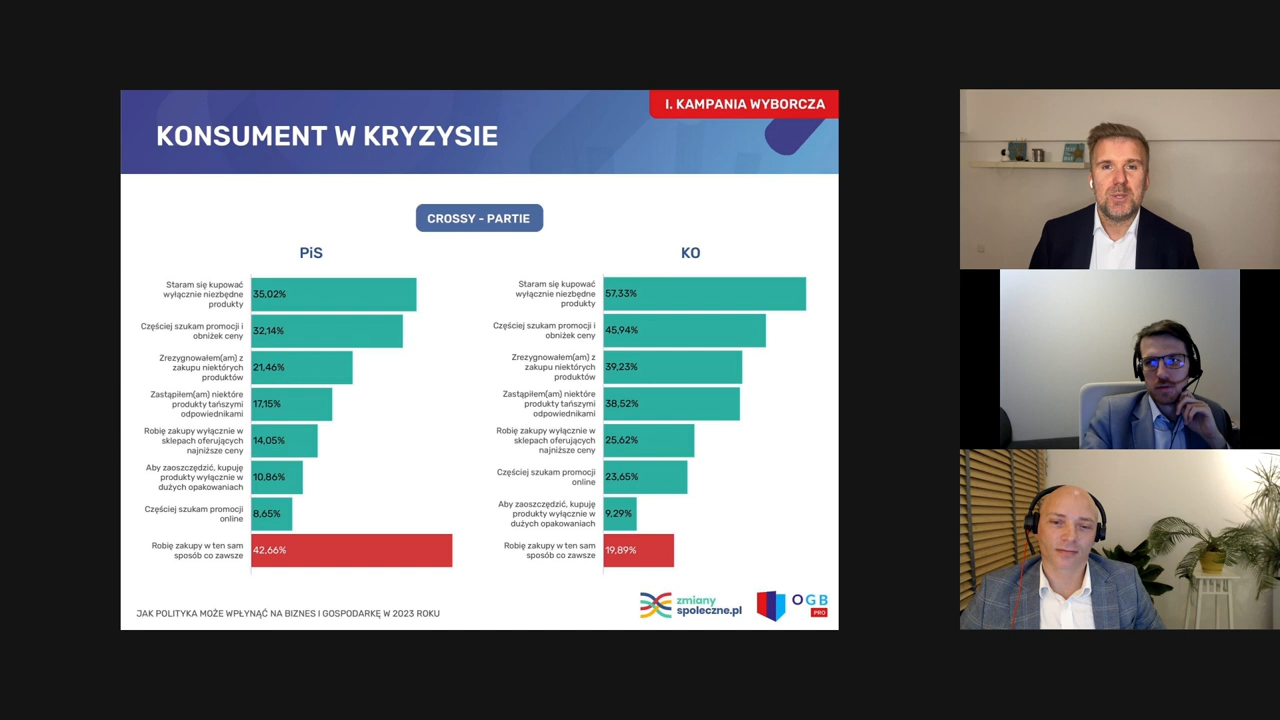 I. KAMPANIA WYBORCZA
KONSUMENT W KRYZYSIE
CROSSY - PARTIE
PiS
Staram się kupować
wyłącznie niezbędne
produkty
35,02%
Częściej szukam promocji i
obniżek ceny
32,14%
Zrezygnowałem(am) z
zakupu niektórych
produktów
21,46%
Zastąpiłem(am) niektóre
produkty tańszymi
odpowiednikami
17,15%
Robię zakupy wyłącznie w
sklepach oferujących
najniższe ceny
14,05%
Aby zaoszczędzić, kupuję
produkty wyłącznie w
dużych opakowaniach
10,86%
Częściej szukam promocji
online
8,65%
Robię zakupy w ten sam
sposób co zawsze
42,66%
KO
Staram się kupować
wyłącznie niezbędne
produkty
57,33%
Częściej szukam promocji i
obniżek ceny
45,94%
Zrezygnowałem(am) z
zakupu niektórych
produktów
39,23%
Zastąpiłem(am) niektóre
produkty tańszymi
odpowiednikami
38,52%
Robię zakupy wyłącznie w
sklepach oferujących
najniższe ceny
25,62%
Częściej szukam promocji
online
23,65%
Aby zaoszczędzić, kupuję
produkty wyłącznie w
dużych opakowaniach
9,29%
Robię zakupy w ten sam
sposób co zawsze
19,89%
JAK POLITYKA MOŻE WPŁYNĄĆ NA BIZNES I GOSPODARKĘ W 2023 ROKU
zmiany
społeczne.pl
OGB
PRO